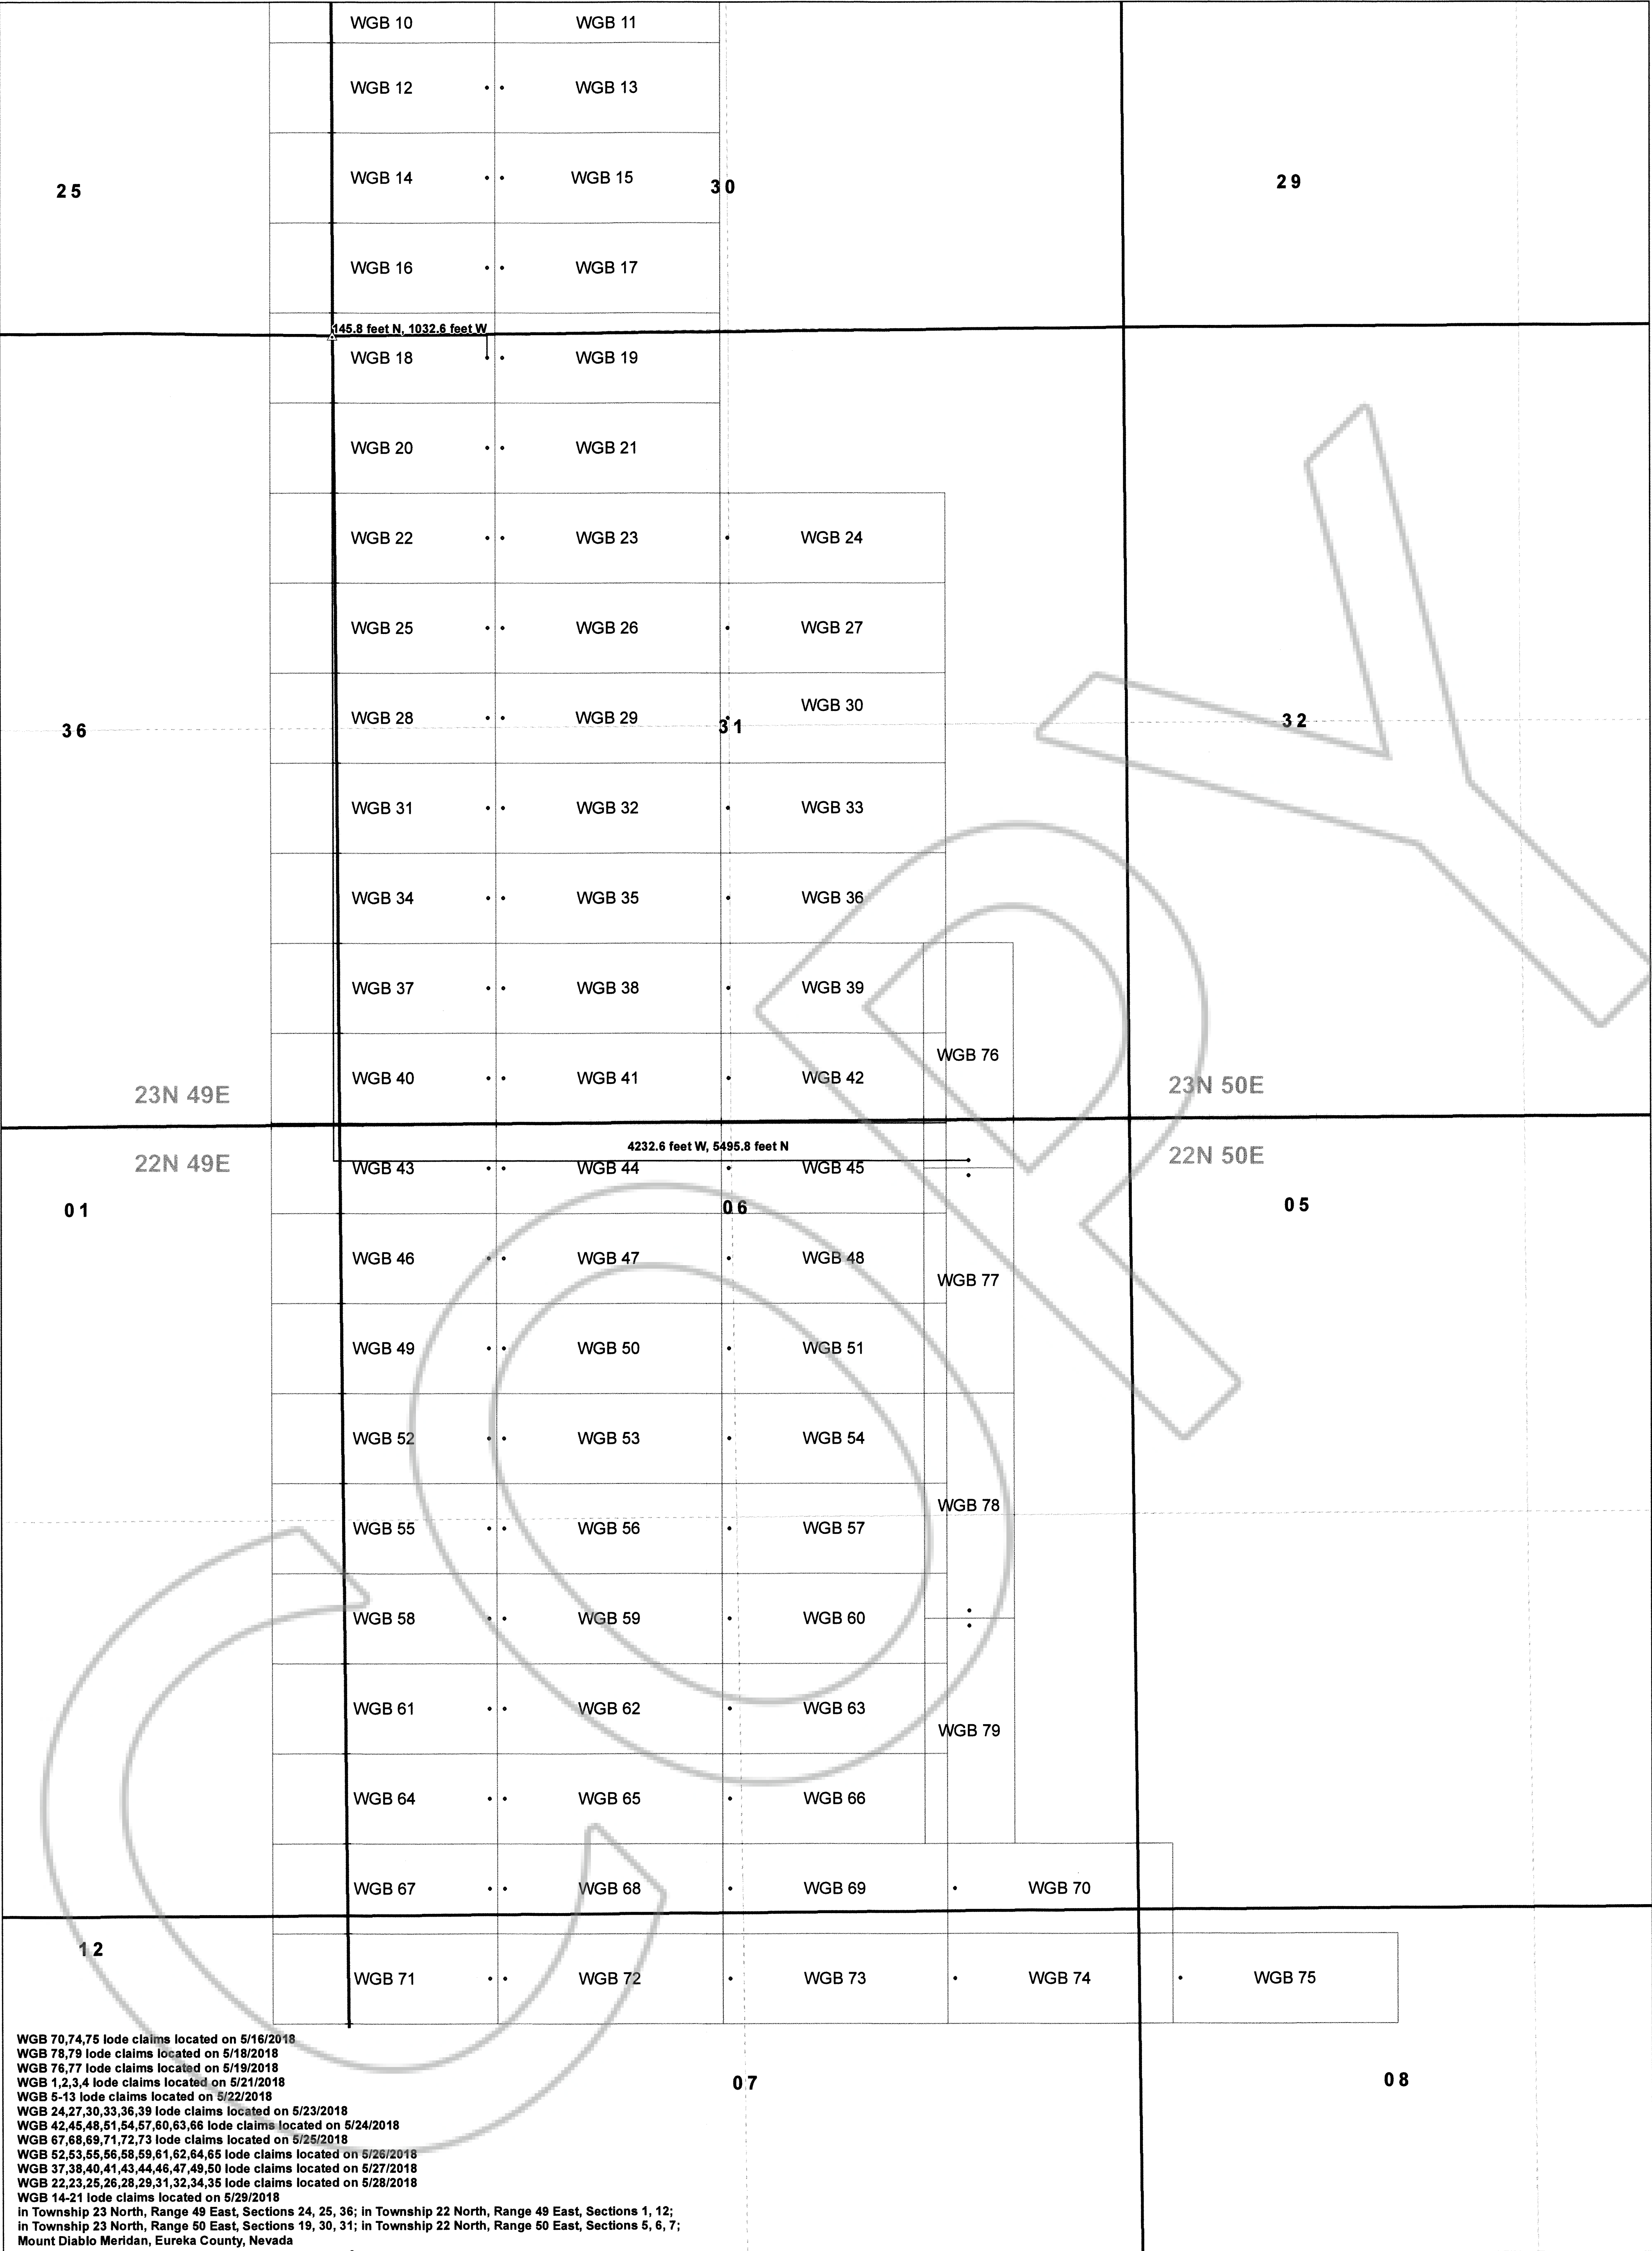 WGB 10 WGB 11
WGB 12 WGB 13
WGB 14 WGB 15
25 30 29
WGB 16 WGB 17
145.8 feet N, 1032.6 feet W
WGB 18 WGB 19
WGB 20 WGB 21
WGB 22 WGB 23 WGB 24
WGB 25 WGB 26 WGB 27
WGB 28 WGB 29 WGB 30
36 31 32
WGB 31 WGB 32 WGB 33
WGB 34 WGB 35 WGB 36
WGB 37 WGB 38 WGB 39
WGB 76
WGB 40 WGB 41 WGB 42
23N 49E 23N 50E
4232.6 feet W, 5495.8 feet N
22N 49E 22N 50E
WGB 43 WGB 44 WGB 45
01 06 05
WGB 46 WGB 47 WGB 48
WGB 77
WGB 49 WGB 50 WGB 51
WGB 52 WGB 53 WGB 54
WGB 78
WGB 55 WGB 56 WGB 57
WGB 58 WGB 59 WGB 60
WGB 61 WGB 62 WGB 63
WGB 79
WGB 64 WGB 65 WGB 66
WGB 67 WGB 68 WGB 69 WGB 70
12
WGB 71 WGB 72 WGB 73 WGB 74 WGB 75
07 08
WGB 70,74,75 lode claims located on 5/16/2018
WGB 78,79 lode claims located on 5/18/2018
WGB 76,77 lode claims located on 5/19/2018
WGB 1,2,3,4 lode claims located on 5/21/2018
WGB 5-13 lode claims located on 5/22/2018
WGB 24,27,30,33,36,39 lode claims located on 5/23/2018
WGB 42,45,48,51,54,57,60,63,66 lode claims located on 5/24/2018
WGB 67,68,69,71,72,73 lode claims located on 5/25/2018
WGB 52,53,55,56,58,59,61,62,64,65 lode claims located on 5/26/2018
WGB 37,38,40,41,43,44,46,47,49,50 lode claims located on 5/27/2018
WGB 22,23,25,26,28,29,31,32,34,35 lode claims located on 5/28/2018
WGB 14-21 lode claims located on 5/29/2018
in Township 23 North, Range 49 East, Sections 24, 25, 36; in Township 22 North, Range 49 East, Sections 1, 12;
in Township 23 North, Range 50 East, Sections 19, 30, 31; in Township 22 North, Range 50 East, Sections 5, 6, 7;
Mount Diablo Meridan, Eureka County, Nevada
COPY